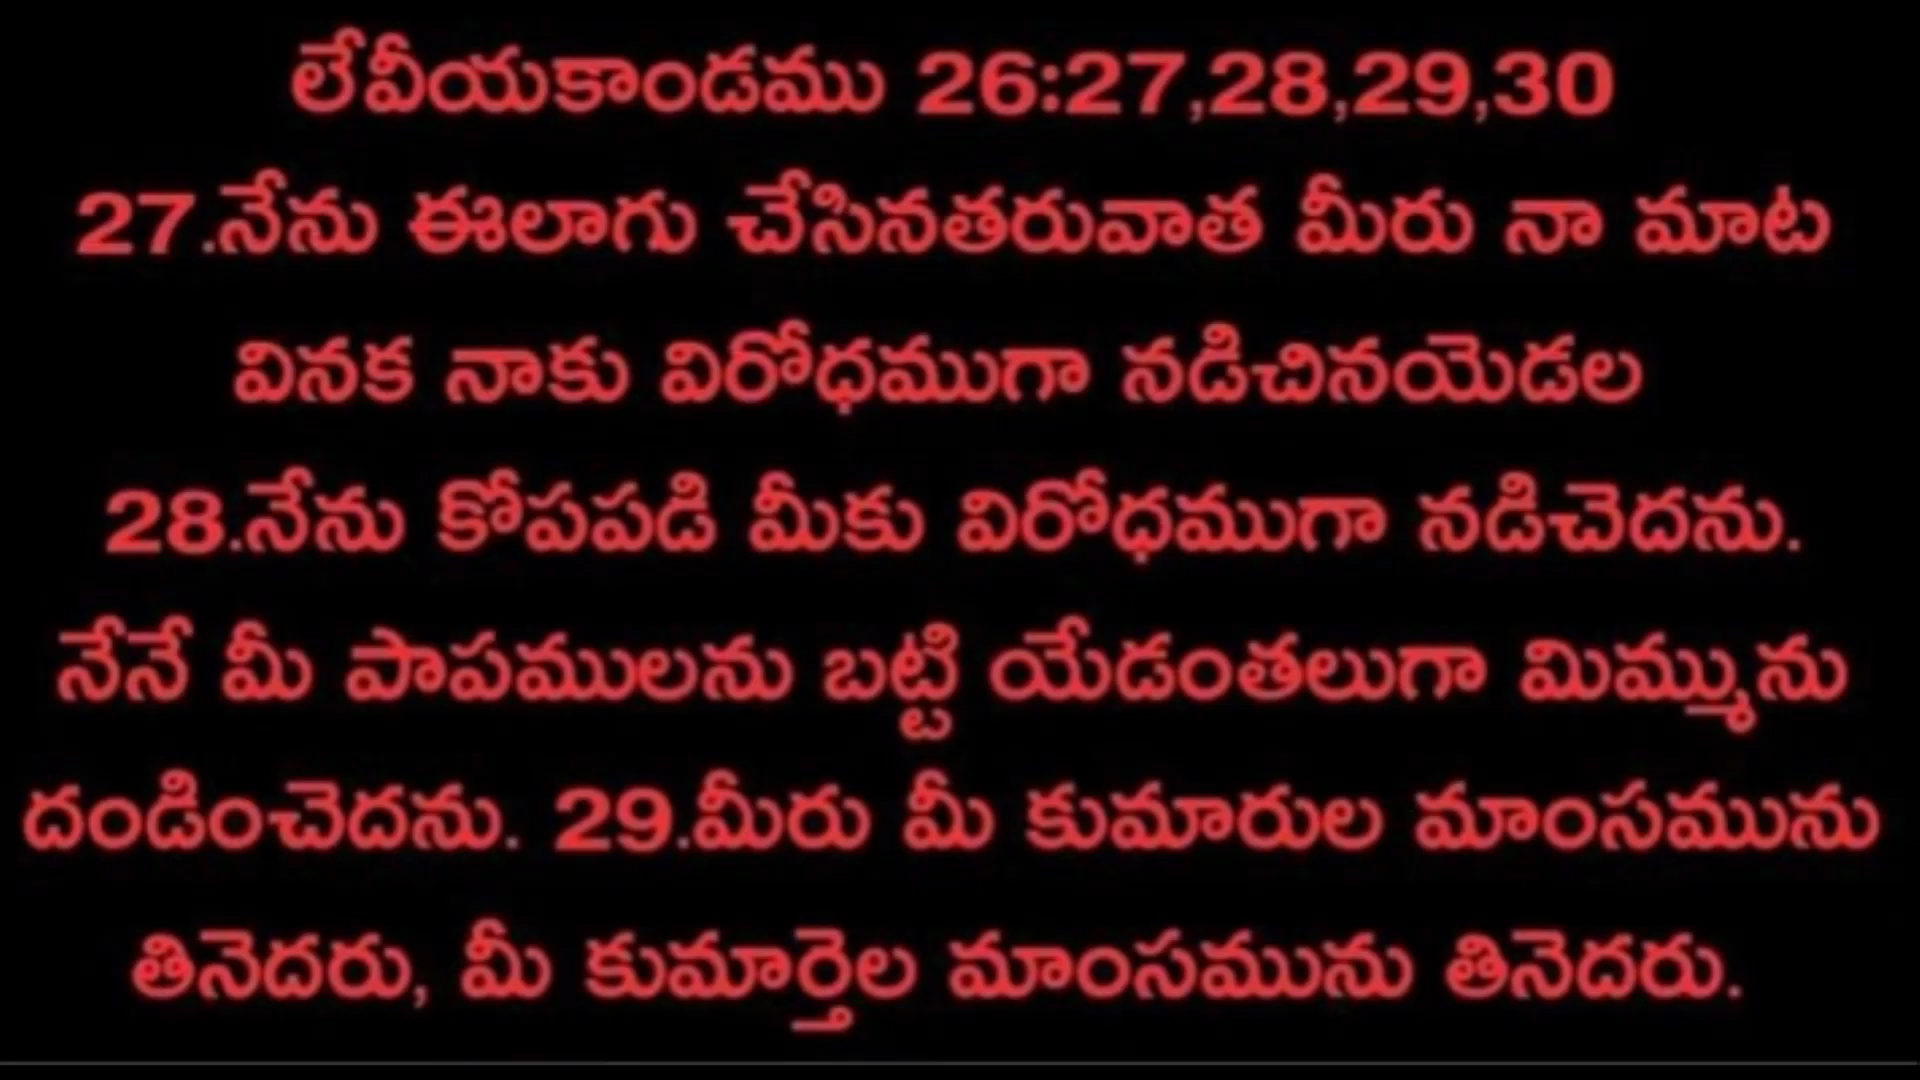 లేవీయకాండము 26:27,28,29,30
27.నేను ఈలాగు చేసినతరువాత మీరు నా మాట
వినక నాకు విరోధముగా నడిచినయెడల
28.నేను కోపపడి మీకు విరోధముగా నడిచెదను.
నేనే మీ పాపములను బట్టి యేడంతలుగా మిమ్మును
దండించెదను. 29.మీరు మీ కుమారుల మాంసమును
తినెదరు, మీ కుమార్తెల మాంసమును తినెదరు.